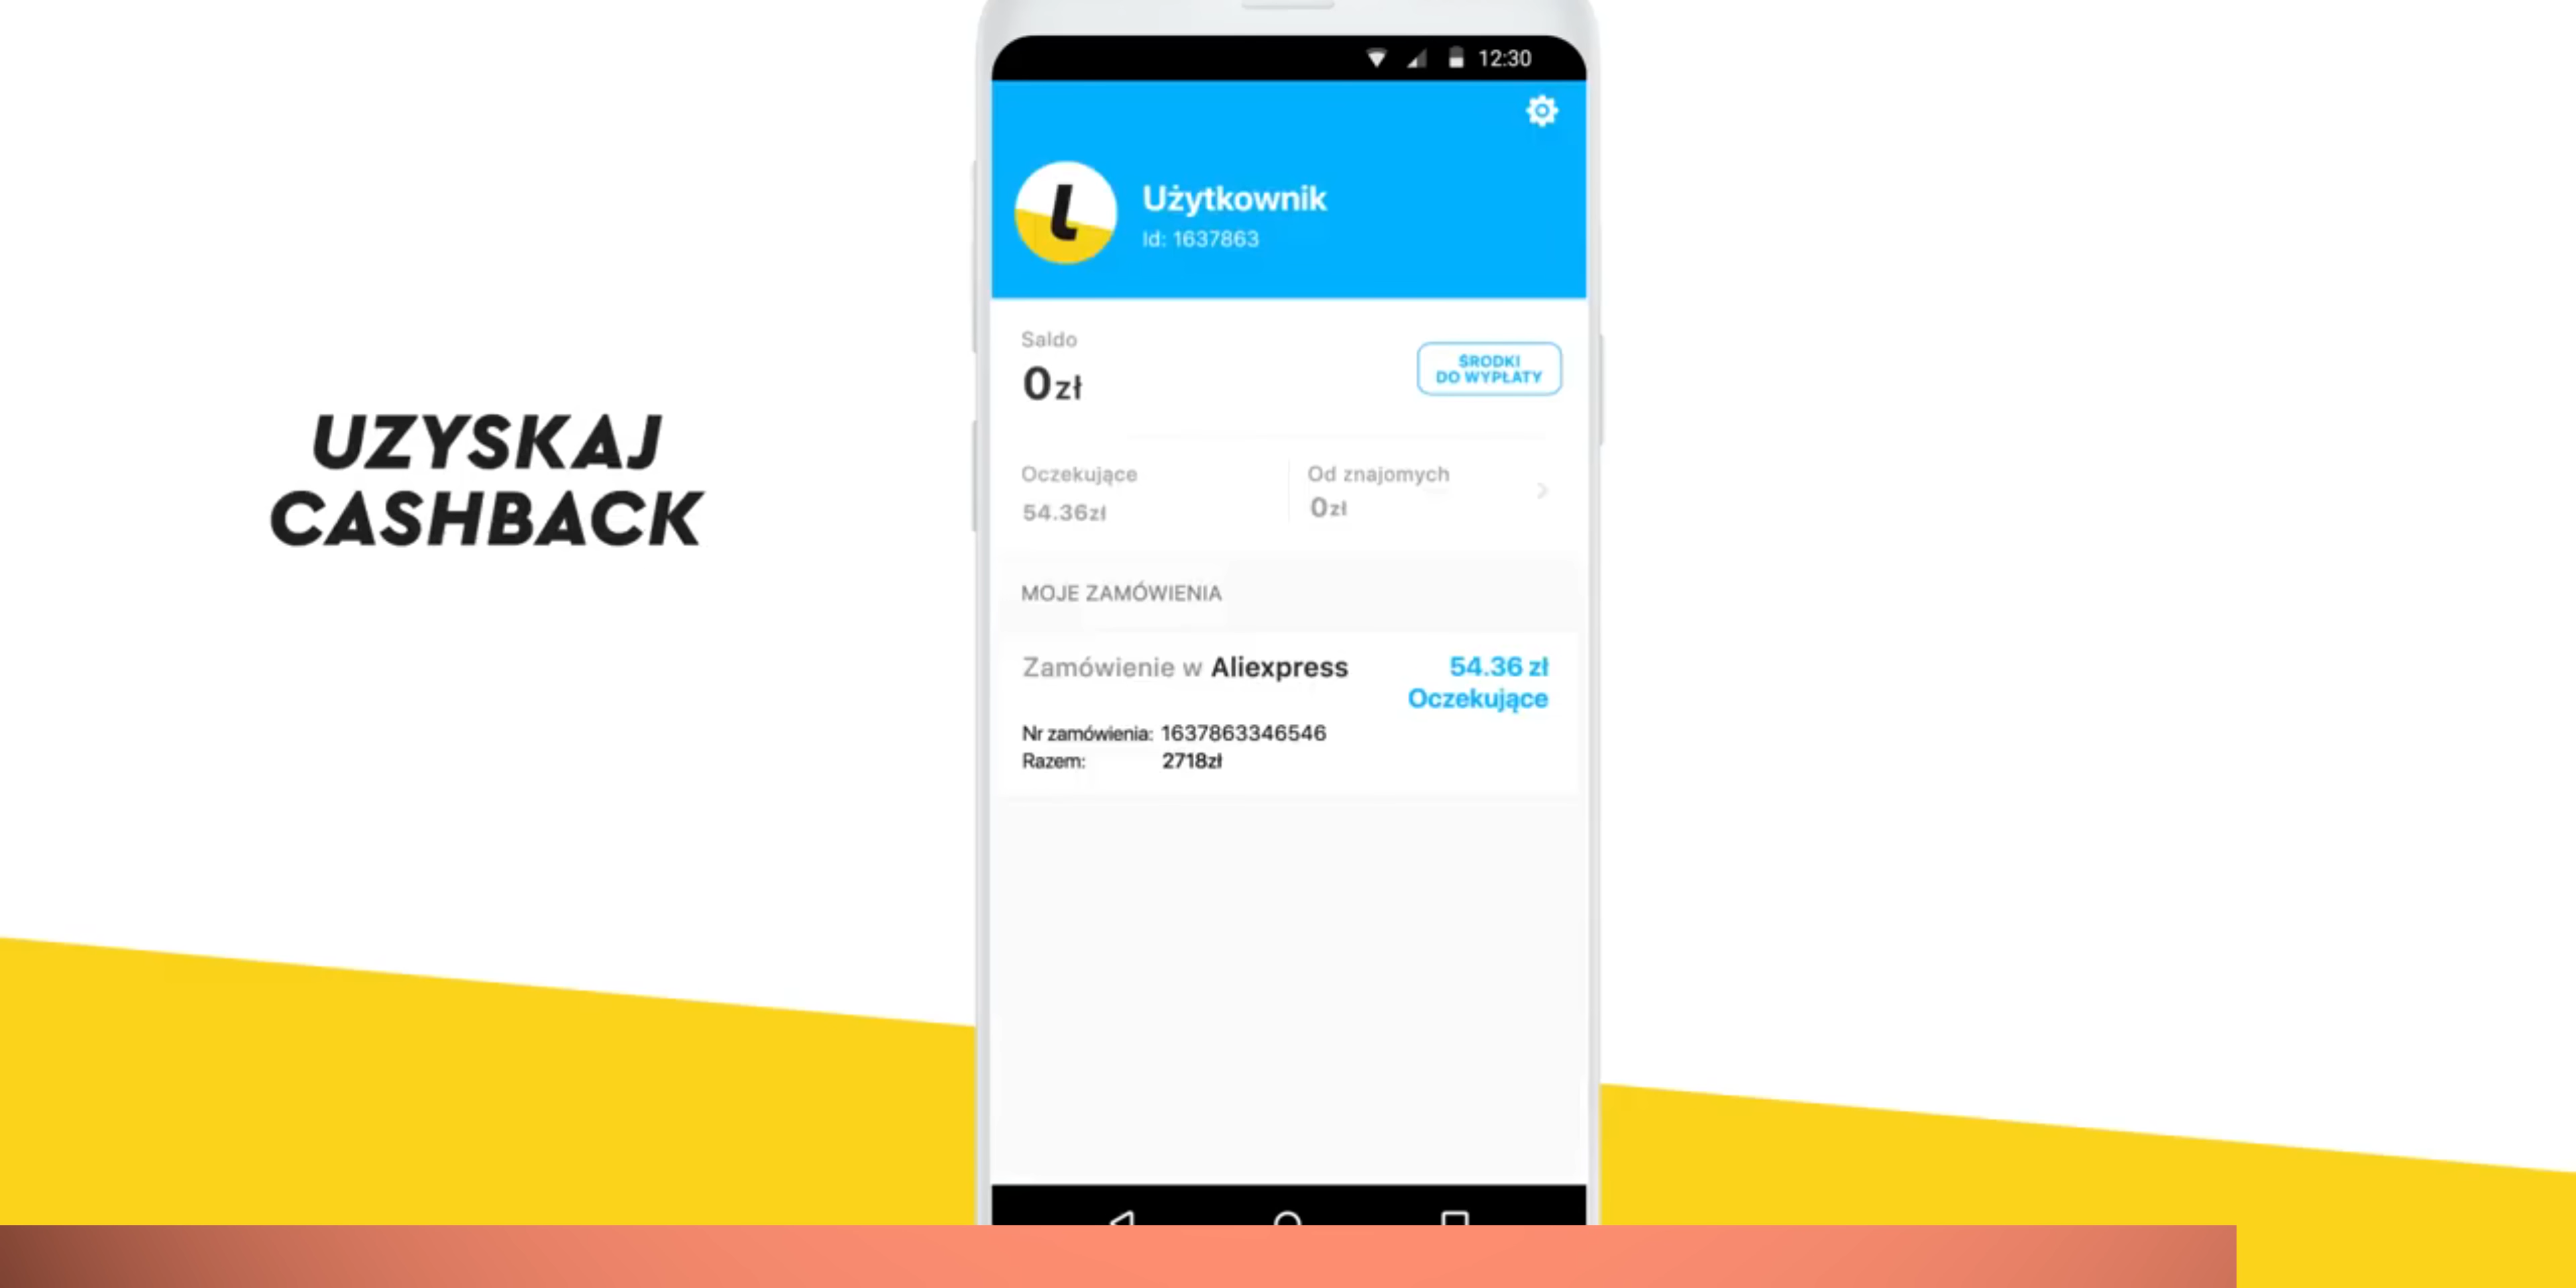 12:30
Użytkownik
Id: 1637863
Saldo
0zł
ŚRODKI
DO WYPŁATY
UZYSKAJ
CASHBACK
Oczekujące
54.36zł
Od znajomych
0zł
MOJE ZAMÓWIENIA
Zamówienie w Aliexpress
54.36 zł
Oczekujące
Nr zamówienia: 1637863346546
Razem: 2718zł